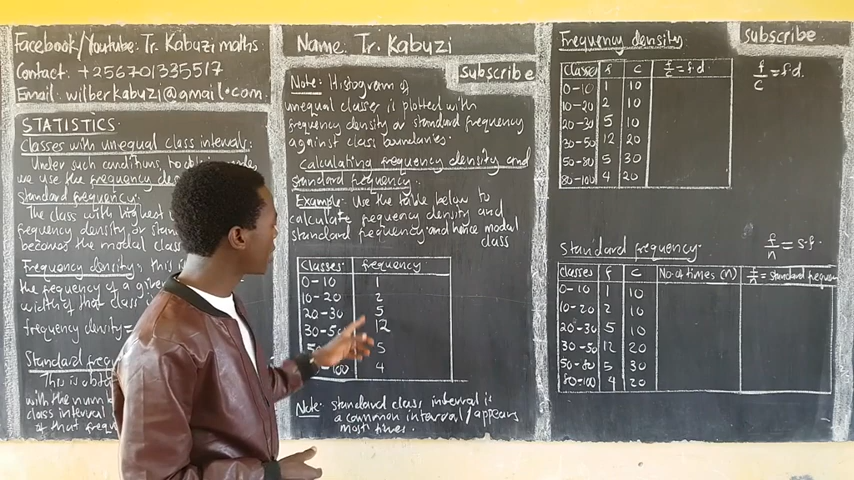 Facebook/Youtube: Tr. Kabuzi maths
Contact: +256701335517
Email: wilberkabuzi@gmail.com
STATISTICS
Classes with unequal class intervals:
Under such conditions, to
we use the frequency
Standard frequency:
The class with highest
frequency density or
becomes the modal class
Frequency density: this i
the frequency of a given
width of that class
frequency density =
Standard freq
This is obta
with the num
class interval
of that freq
Name: Tr. Kabuzi
subscribe
Note: Histogram of
unequal classes is plotted with
frequency density or standard frequency
against class boundaries.
Calculating frequency density and
standard frequency:
Example: Use the table below to
calculate frequency density and
standard frequency and hence modal
class
Classes frequency
0-10 1
10-20 2
20-30 5
30-50 12
5
100 4
Note: standard class interval is
a common interval/appears
most times.
Frequency density:
subscribe
Classes f c f/c = f.d.
0-10 1 10
10-20 2 10
20-30 5 10
30-50 12 20
50-80 5 30
80-100 4 20
f/c = f.d.
Standard frequency:
f/n = s.f.
Classes f c No. of times (n) f/n = standard frequen
0-10 1 10
10-20 2 10
20-30 5 10
30-50 12 20
50-80 5 30
80-100 4 20